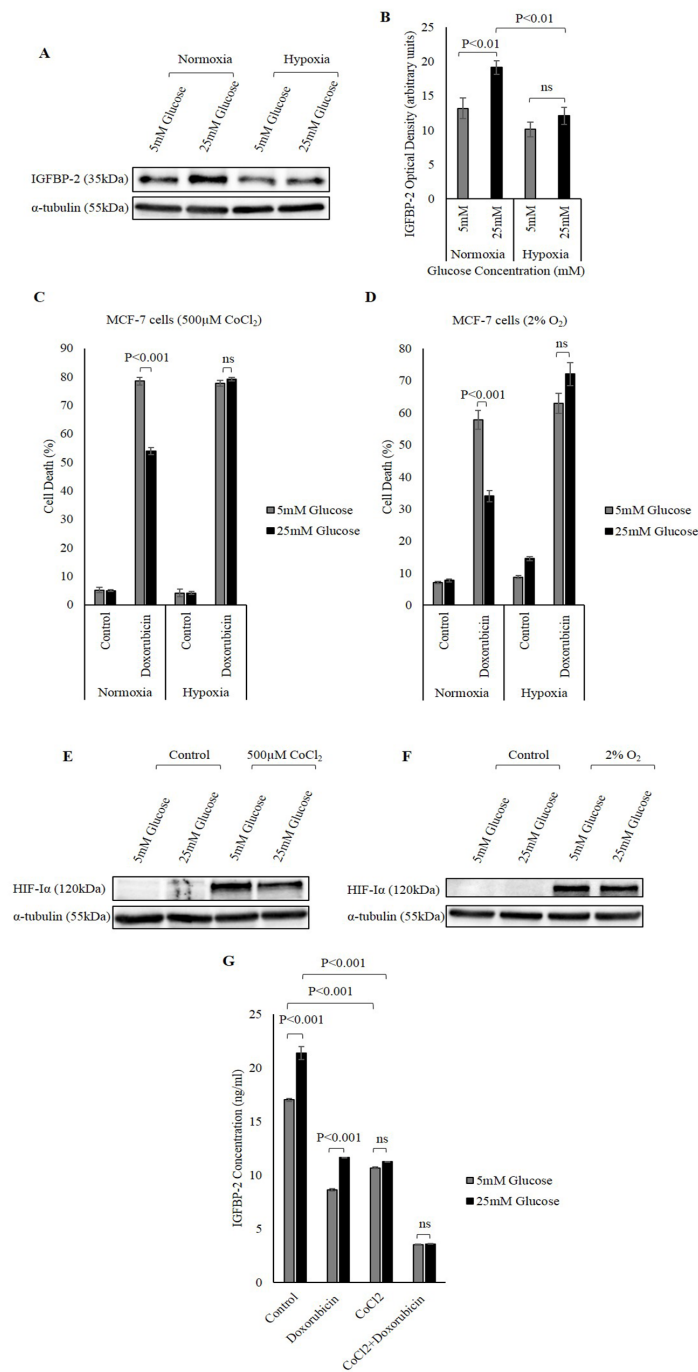 A
Normoxia
Hypoxia
5mM Glucose
25mM Glucose
5mM Glucose
25mM Glucose
IGFBP-2 (35kDa)
α-tubulin (55kDa)
B
P<0.01
P<0.01
ns
IGFBP-2 Optical Density (arbitrary units)
25
20
15
10
5
0
5mM
25mM
5mM
25mM
Normoxia
Hypoxia
Glucose Concentration (mM)
C
MCF-7 cells (500µM CoCl₂)
P<0.001
ns
Cell Death (%)
90
80
70
60
50
40
30
20
10
0
Control
Doxorubicin
Control
Doxorubicin
Normoxia
Hypoxia
5mM Glucose
25mM Glucose
D
MCF-7 cells (2% O₂)
ns
P<0.001
Cell Death (%)
80
70
60
50
40
30
20
10
0
Control
Doxorubicin
Control
Doxorubicin
Normoxia
Hypoxia
5mM Glucose
25mM Glucose
E
Control
500µM CoCl₂
5mM Glucose
25mM Glucose
5mM Glucose
25mM Glucose
HIF-Iα (120kDa)
α-tubulin (55kDa)
F
Control
2% O₂
5mM Glucose
25mM Glucose
5mM Glucose
25mM Glucose
HIF-Iα (120kDa)
α-tubulin (55kDa)
G
P<0.001
P<0.001
P<0.001
P<0.001
ns
ns
IGFBP-2 Concentration (ng/ml)
25
20
15
10
5
0
Control
Doxorubicin
CoCl2
CoCl2+Doxorubicin
5mM Glucose
25mM Glucose